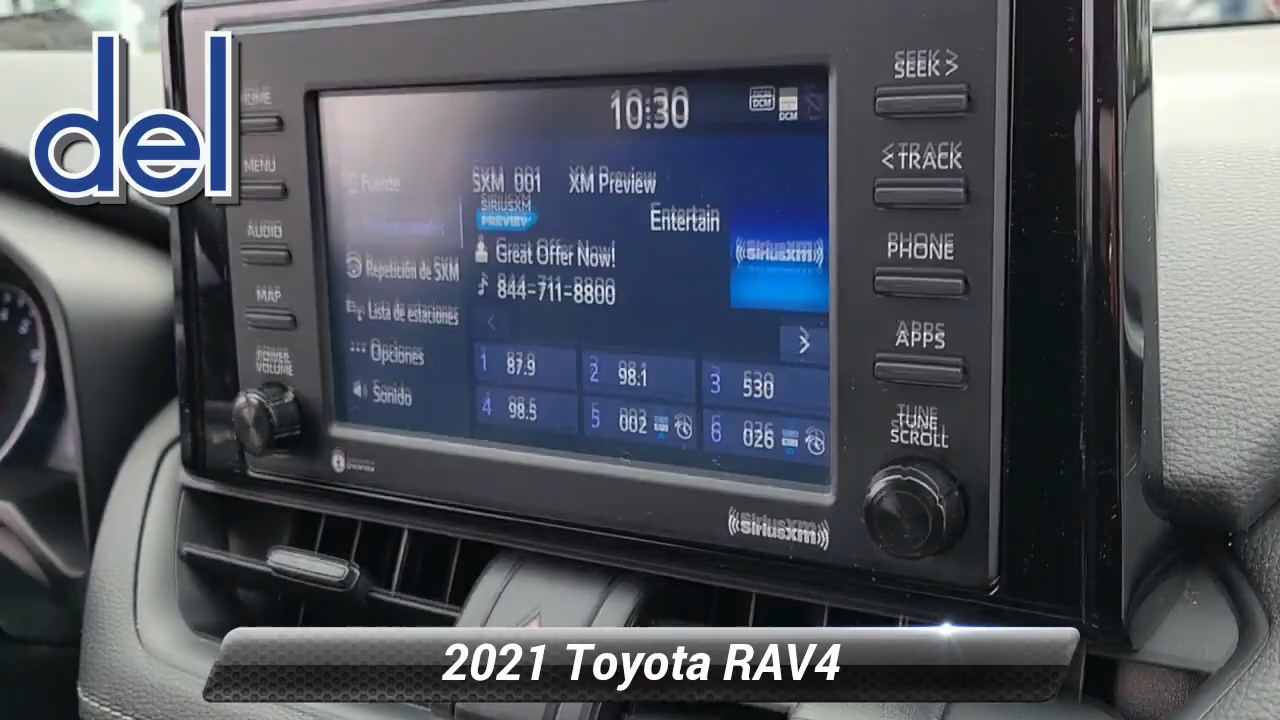 del
SEEK >
HOME
10:30
DCM
DCM
< TRACK
MENU
Fuente
SXM 001 XM Preview
SIRIUSXM
PREVIEW
Entertain
AUDIO
Great Offer Now!
((SiriusXM))
PHONE
Repetición de SXM
844-711-8800
MAP
Lista de estaciones
< >
APPS
POWER
VOLUME
Opciones
1 87.9 2 98.1 3 530
Sonido
4 98.5 5 002 6 026
TUNE
SCROLL
gracenote
((SiriusXM))
2021 Toyota RAV4